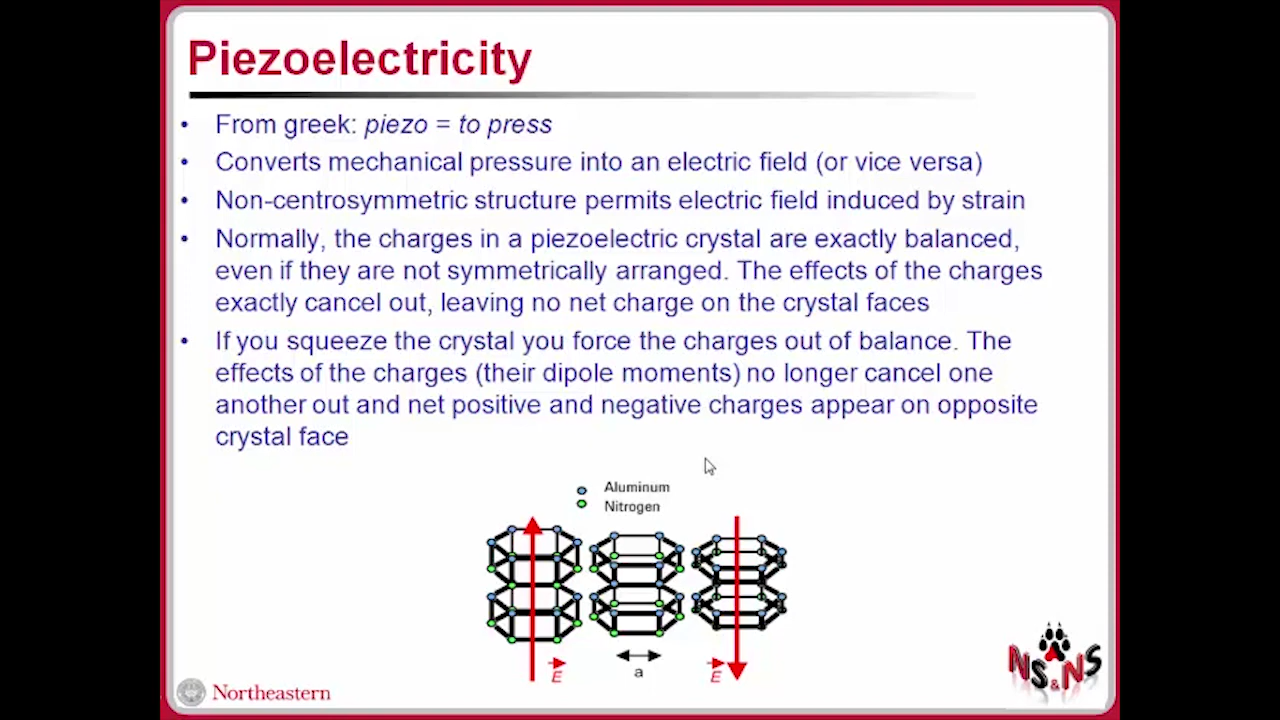 Piezoelectricity
• From greek: piezo = to press
• Converts mechanical pressure into an electric field (or vice versa)
• Non-centrosymmetric structure permits electric field induced by strain
• Normally, the charges in a piezoelectric crystal are exactly balanced,
even if they are not symmetrically arranged. The effects of the charges
exactly cancel out, leaving no net charge on the crystal faces
• If you squeeze the crystal you force the charges out of balance. The
effects of the charges (their dipole moments) no longer cancel one
another out and net positive and negative charges appear on opposite
crystal face
Aluminum
Nitrogen
E
a
E
Northeastern
NS&NS